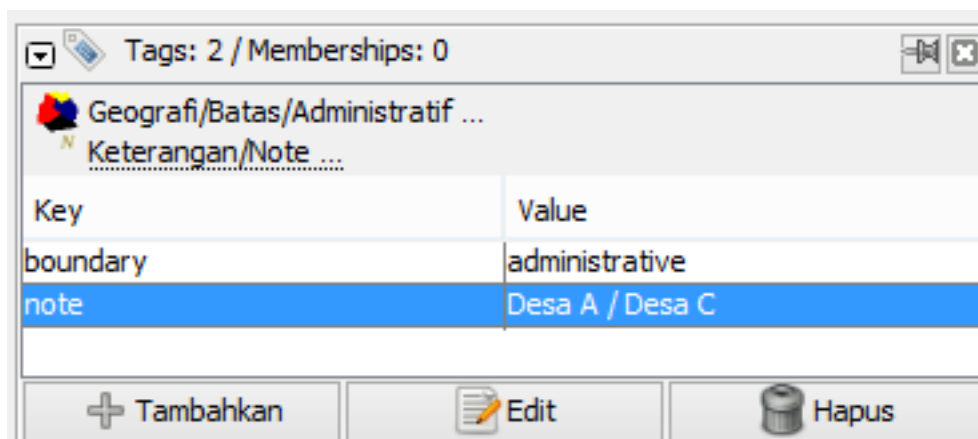 Tags: 2 / Memberships: 0
Geografi/Batas/Administratif ...
N
Keterangan/Note ...
Key Value
boundary administrative
note Desa A / Desa C
Tambahkan Edit Hapus